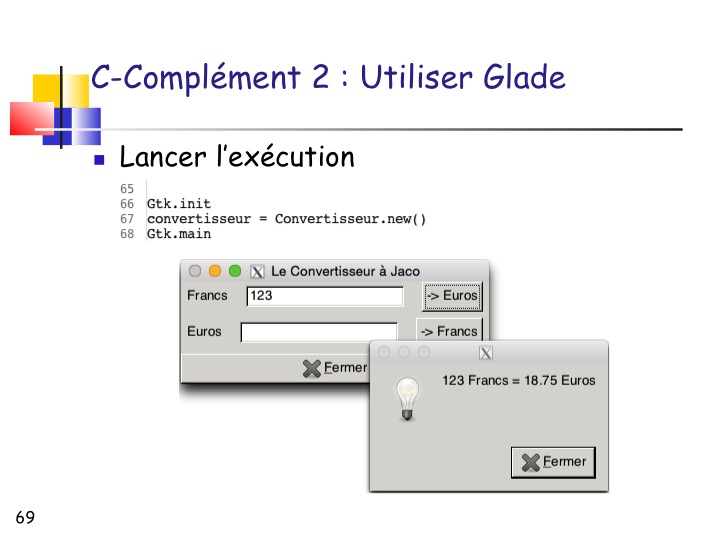 C-Complément 2 : Utiliser Glade
Lancer l'exécution
65
66 Gtk.init
67 convertisseur = Convertisseur.new()
68 Gtk.main
Le Convertisseur à Jaco
Francs 123 -> Euros
Euros -> Francs
Fermer
123 Francs = 18.75 Euros
Fermer
69